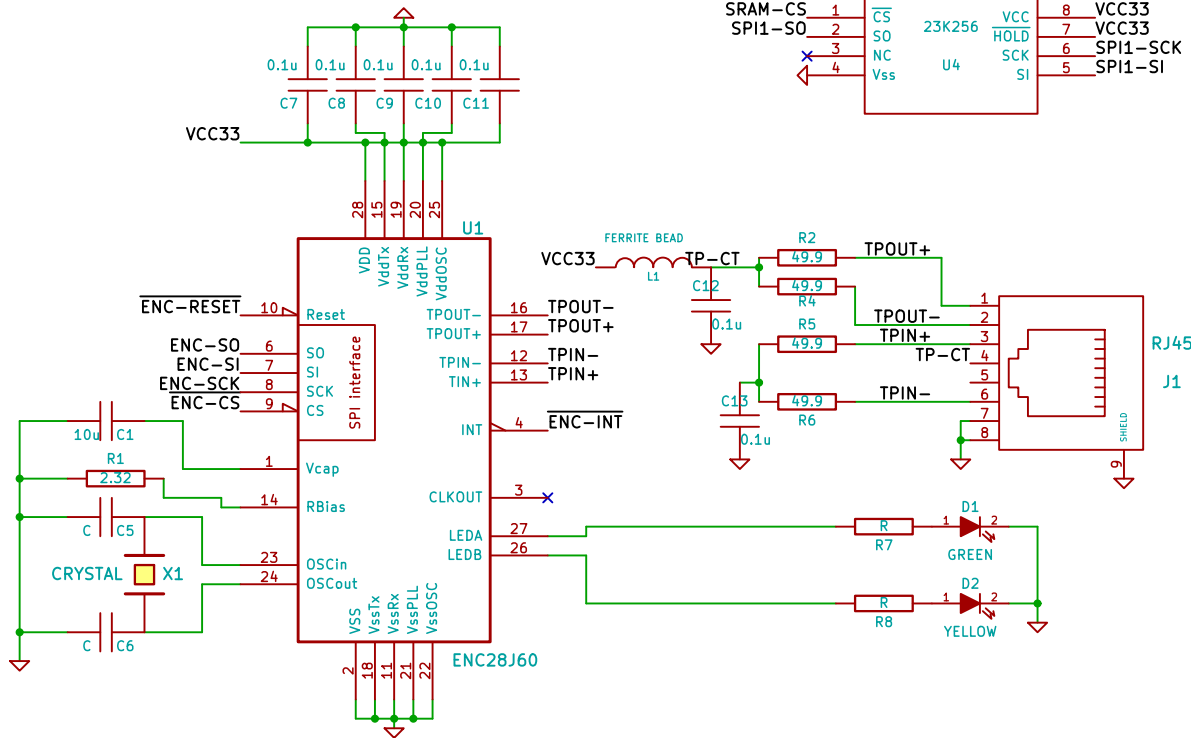 SRAM-CS 1 CS VCC 8 VCC33
SPI1-SO 2 SO 23K256 HOLD 7 VCC33
3 NC SCK 6 SPI1-SCK
4 Vss U4 SI 5 SPI1-SI
0.1u 0.1u 0.1u 0.1u 0.1u
C7 C8 C9 C10 C11
VCC33
28 15 19 20 25
U1
VDD VddTx VddRx VddPLL VddOSC
ENC-RESET 10 Reset
SPI interface
ENC-SO 6 SO
ENC-SI 7 SI
ENC-SCK 8 SCK
ENC-CS 9 CS
10u C1
1 Vcap
R1
2.32
14 RBias
C C5
23 OSCin
CRYSTAL X1
24 OSCout
C C6
TPOUT- 16 TPOUT-
TPOUT+ 17 TPOUT+
TPIN- 12 TPIN-
TIN+ 13 TPIN+
INT 4 ENC-INT
CLKOUT 3
LEDA 27
LEDB 26
VSS VssTx VssRx VssPLL VssOSC
ENC28J60
2 18 11 21 22
FERRITE BEAD
VCC33 TP-CT
L1
C12
0.1u
R2
49.9
TPOUT+
49.9
R4
TPOUT-
R5
49.9
TPIN+
TP-CT
C13
0.1u
49.9
R6
TPIN-
1
2
3
4
5
6
7
8
RJ45
J1
SHIELD
9
R
R7
D1
1 2
GREEN
R
R8
D2
1 2
YELLOW